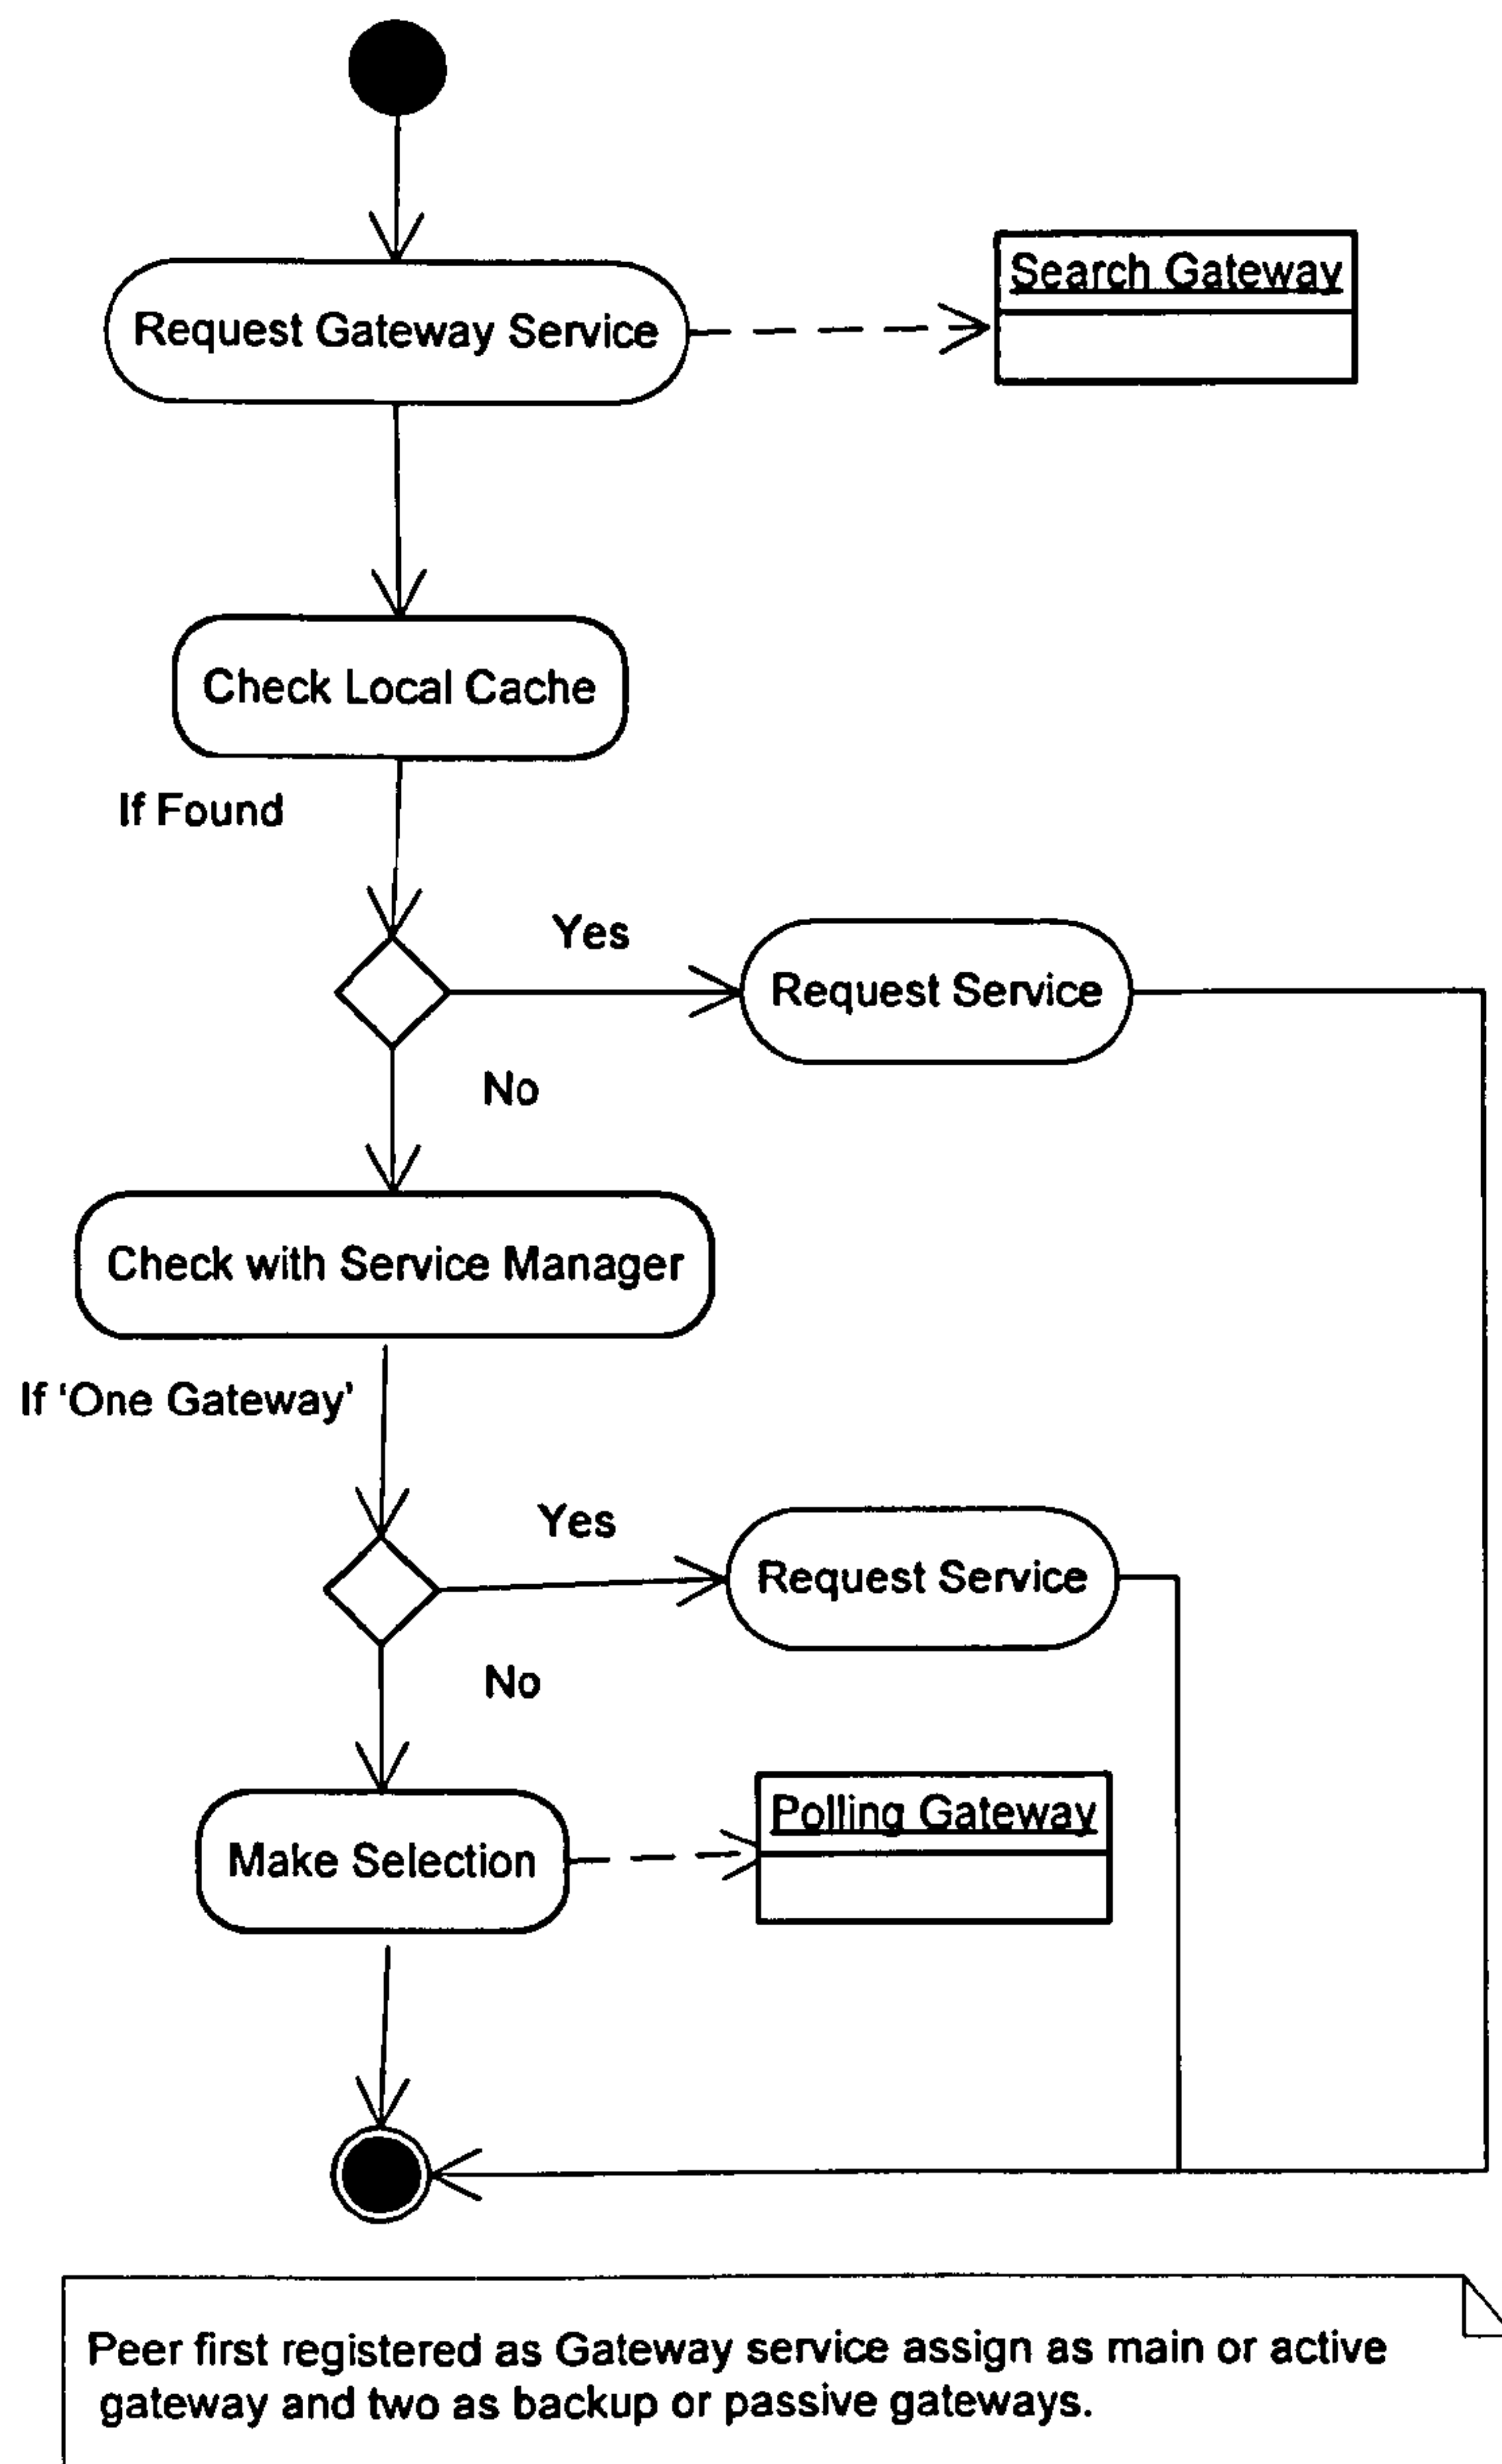 Request Gateway Service
Search Gateway
Check Local Cache
If Found
Yes
Request Service
No
Check with Service Manager
If ‘One Gateway’
Yes
Request Service
No
Make Selection
Polling Gateway
Peer first registered as Gateway service assign as main or active
gateway and two as backup or passive gateways.